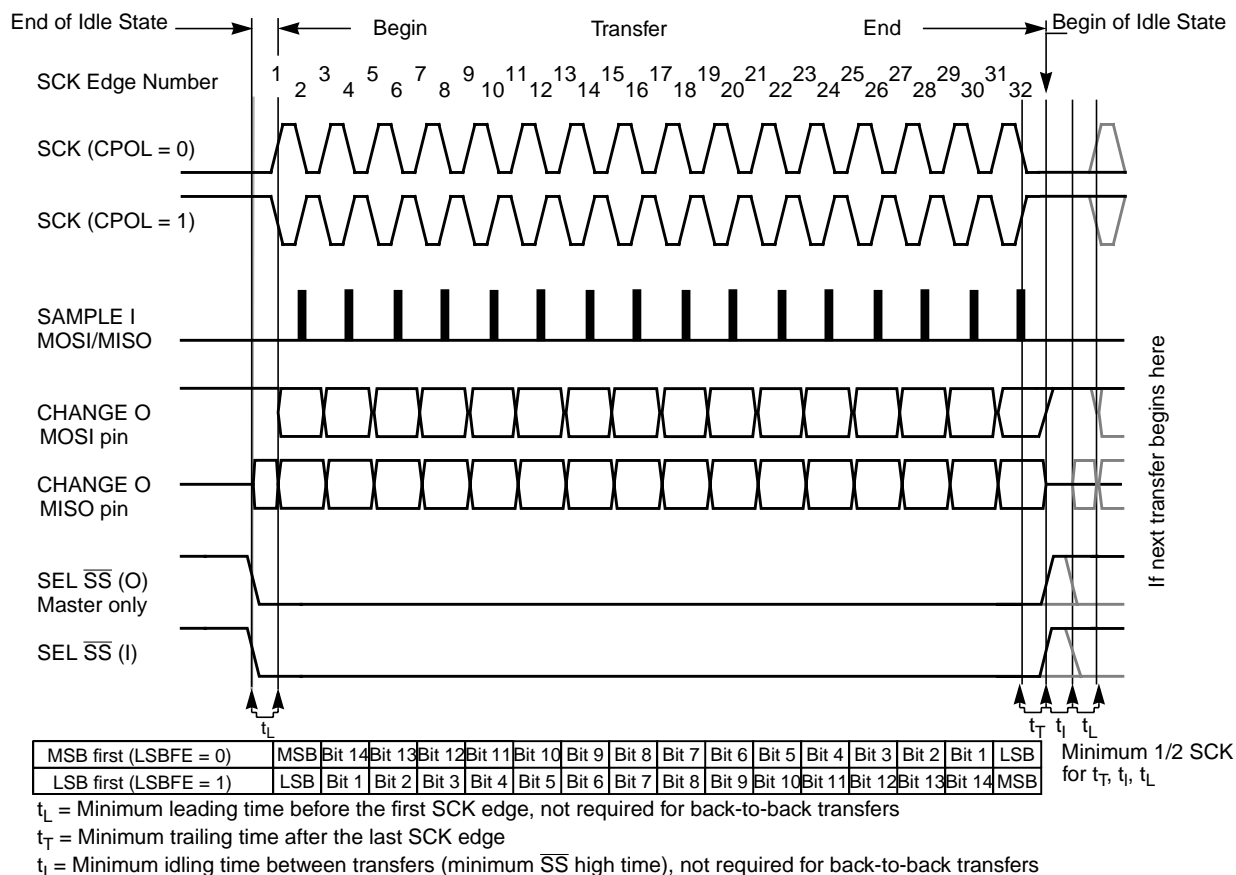 End of Idle State
Begin
Transfer
End
Begin of Idle State
SCK Edge Number
1 3 5 7 9 11 13 15 17 19 21 23 25 27 29 31
2 4 6 8 10 12 14 16 18 20 22 24 26 28 30 32
SCK (CPOL = 0)
SCK (CPOL = 1)
SAMPLE I
MOSI/MISO
CHANGE O
MOSI pin
CHANGE O
MISO pin
SEL SS (O)
Master only
SEL SS (I)
If next transfer begins here
tL
tT tI tL
MSB first (LSBFE = 0) MSB Bit 14 Bit 13 Bit 12 Bit 11 Bit 10 Bit 9 Bit 8 Bit 7 Bit 6 Bit 5 Bit 4 Bit 3 Bit 2 Bit 1 LSB
LSB first (LSBFE = 1) LSB Bit 1 Bit 2 Bit 3 Bit 4 Bit 5 Bit 6 Bit 7 Bit 8 Bit 9 Bit 10 Bit 11 Bit 12 Bit 13 Bit 14 MSB
Minimum 1/2 SCK
for tT, tI, tL
tL = Minimum leading time before the first SCK edge, not required for back-to-back transfers
tT = Minimum trailing time after the last SCK edge
tI = Minimum idling time between transfers (minimum SS high time), not required for back-to-back transfers